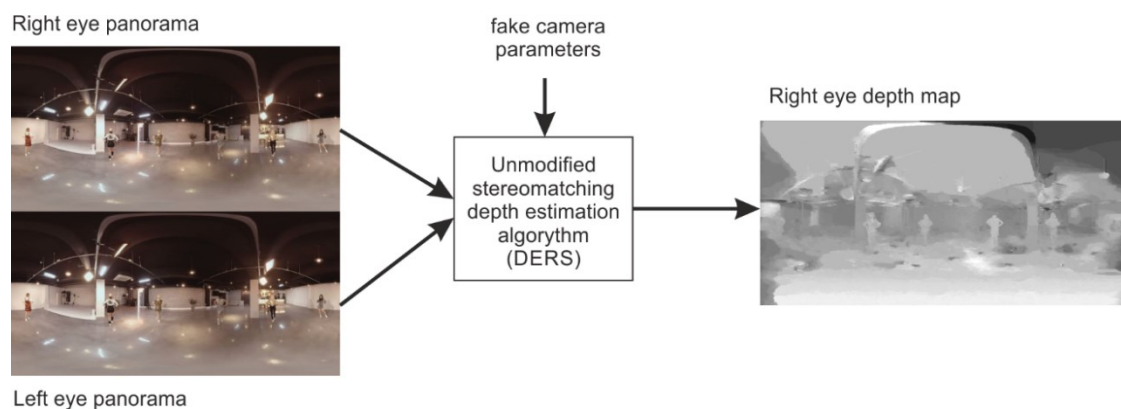 Right eye panorama
fake camera
parameters
Right eye depth map
Unmodified
stereomatching
depth estimation
algorythm
(DERS)
Left eye panorama